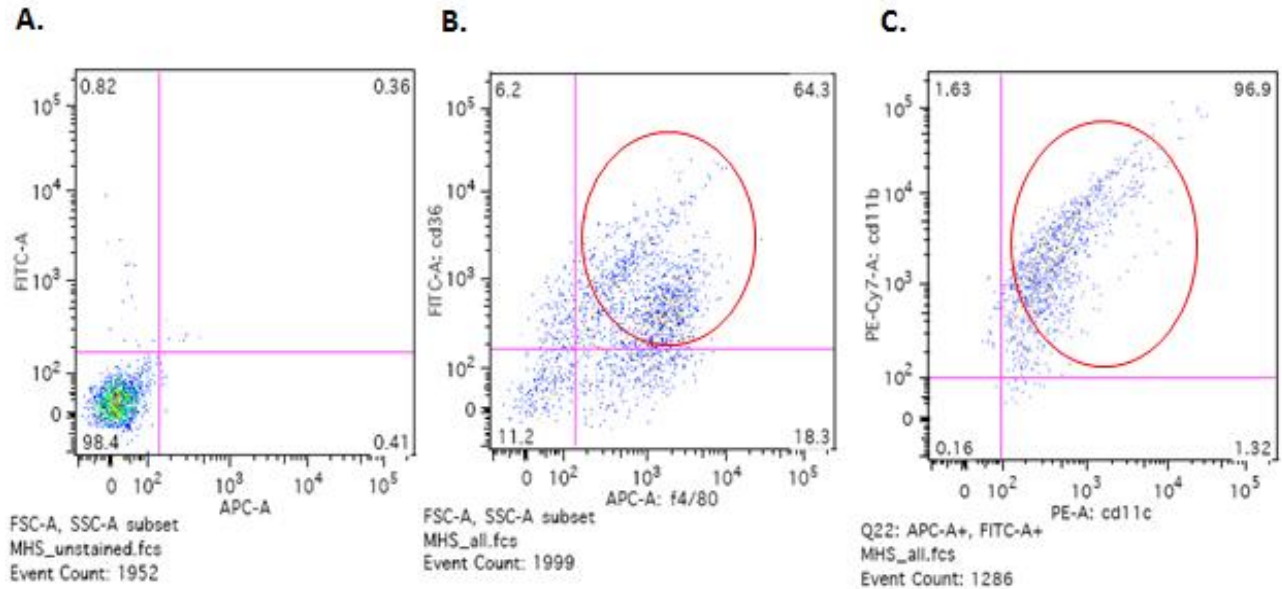 A.
0.82 0.36
10^5
10^4
10^3
10^2
0
98.4 0.41
0 10^2 10^3 10^4 10^5
FITC-A
APC-A
FSC-A, SSC-A subset
MHS_unstained.fcs
Event Count: 1952
B.
6.2 64.3
10^5
10^4
10^3
10^2
0
11.2 18.3
0 10^2 10^3 10^4 10^5
FITC-A: cd36
APC-A: f4/80
FSC-A, SSC-A subset
MHS_all.fcs
Event Count: 1999
C.
1.63 96.9
10^5
10^4
10^3
10^2
0
0.16 1.32
0 10^2 10^3 10^4 10^5
PE-Cy7-A: cd11b
PE-A: cd11c
Q22: APC-A+, FITC-A+
MHS_all.fcs
Event Count: 1286